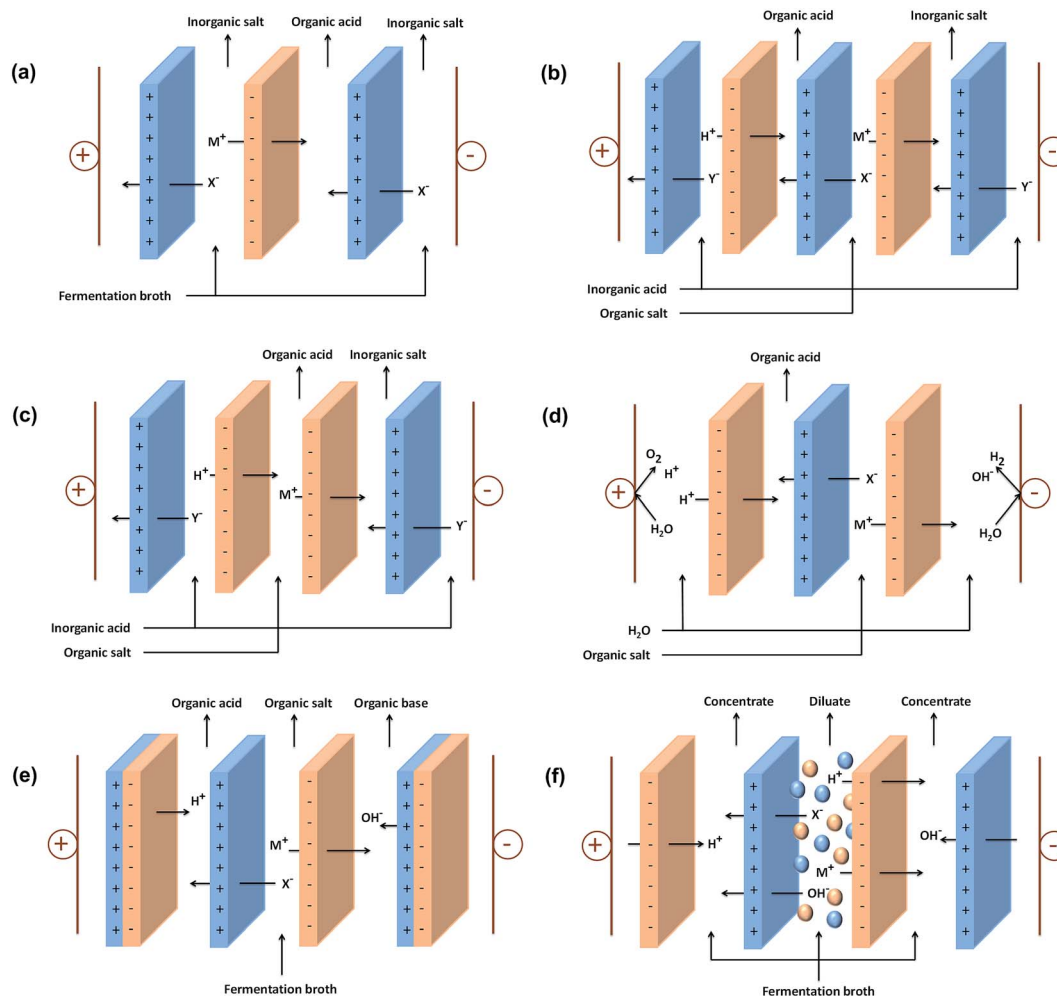 Inorganic salt Organic acid Inorganic salt
(a)
+ + + + + + + + +
- - - - - - - - -
+ + + + + + + + +
M⁺
X⁻ X⁻
+ -
Fermentation broth
Organic acid Inorganic salt
(b)
H⁺ M⁺
Y⁻ X⁻ Y⁻
+ -
Inorganic acid
Organic salt
Organic acid Inorganic salt
(c)
H⁺
M⁺
Y⁻ Y⁻
+ -
Inorganic acid
Organic salt
Organic acid
(d)
O₂ H⁺
H₂
OH⁻
X⁻
H⁺
M⁺
H₂O H₂O
+ -
H₂O
Organic salt
Organic acid Organic salt Organic base
(e)
H⁺
OH⁻
M⁺
X⁻
+ -
Fermentation broth
Concentrate Diluate Concentrate
(f)
H⁺
X⁻
H⁺ OH⁻
M⁺
OH⁻
+ -
Fermentation broth